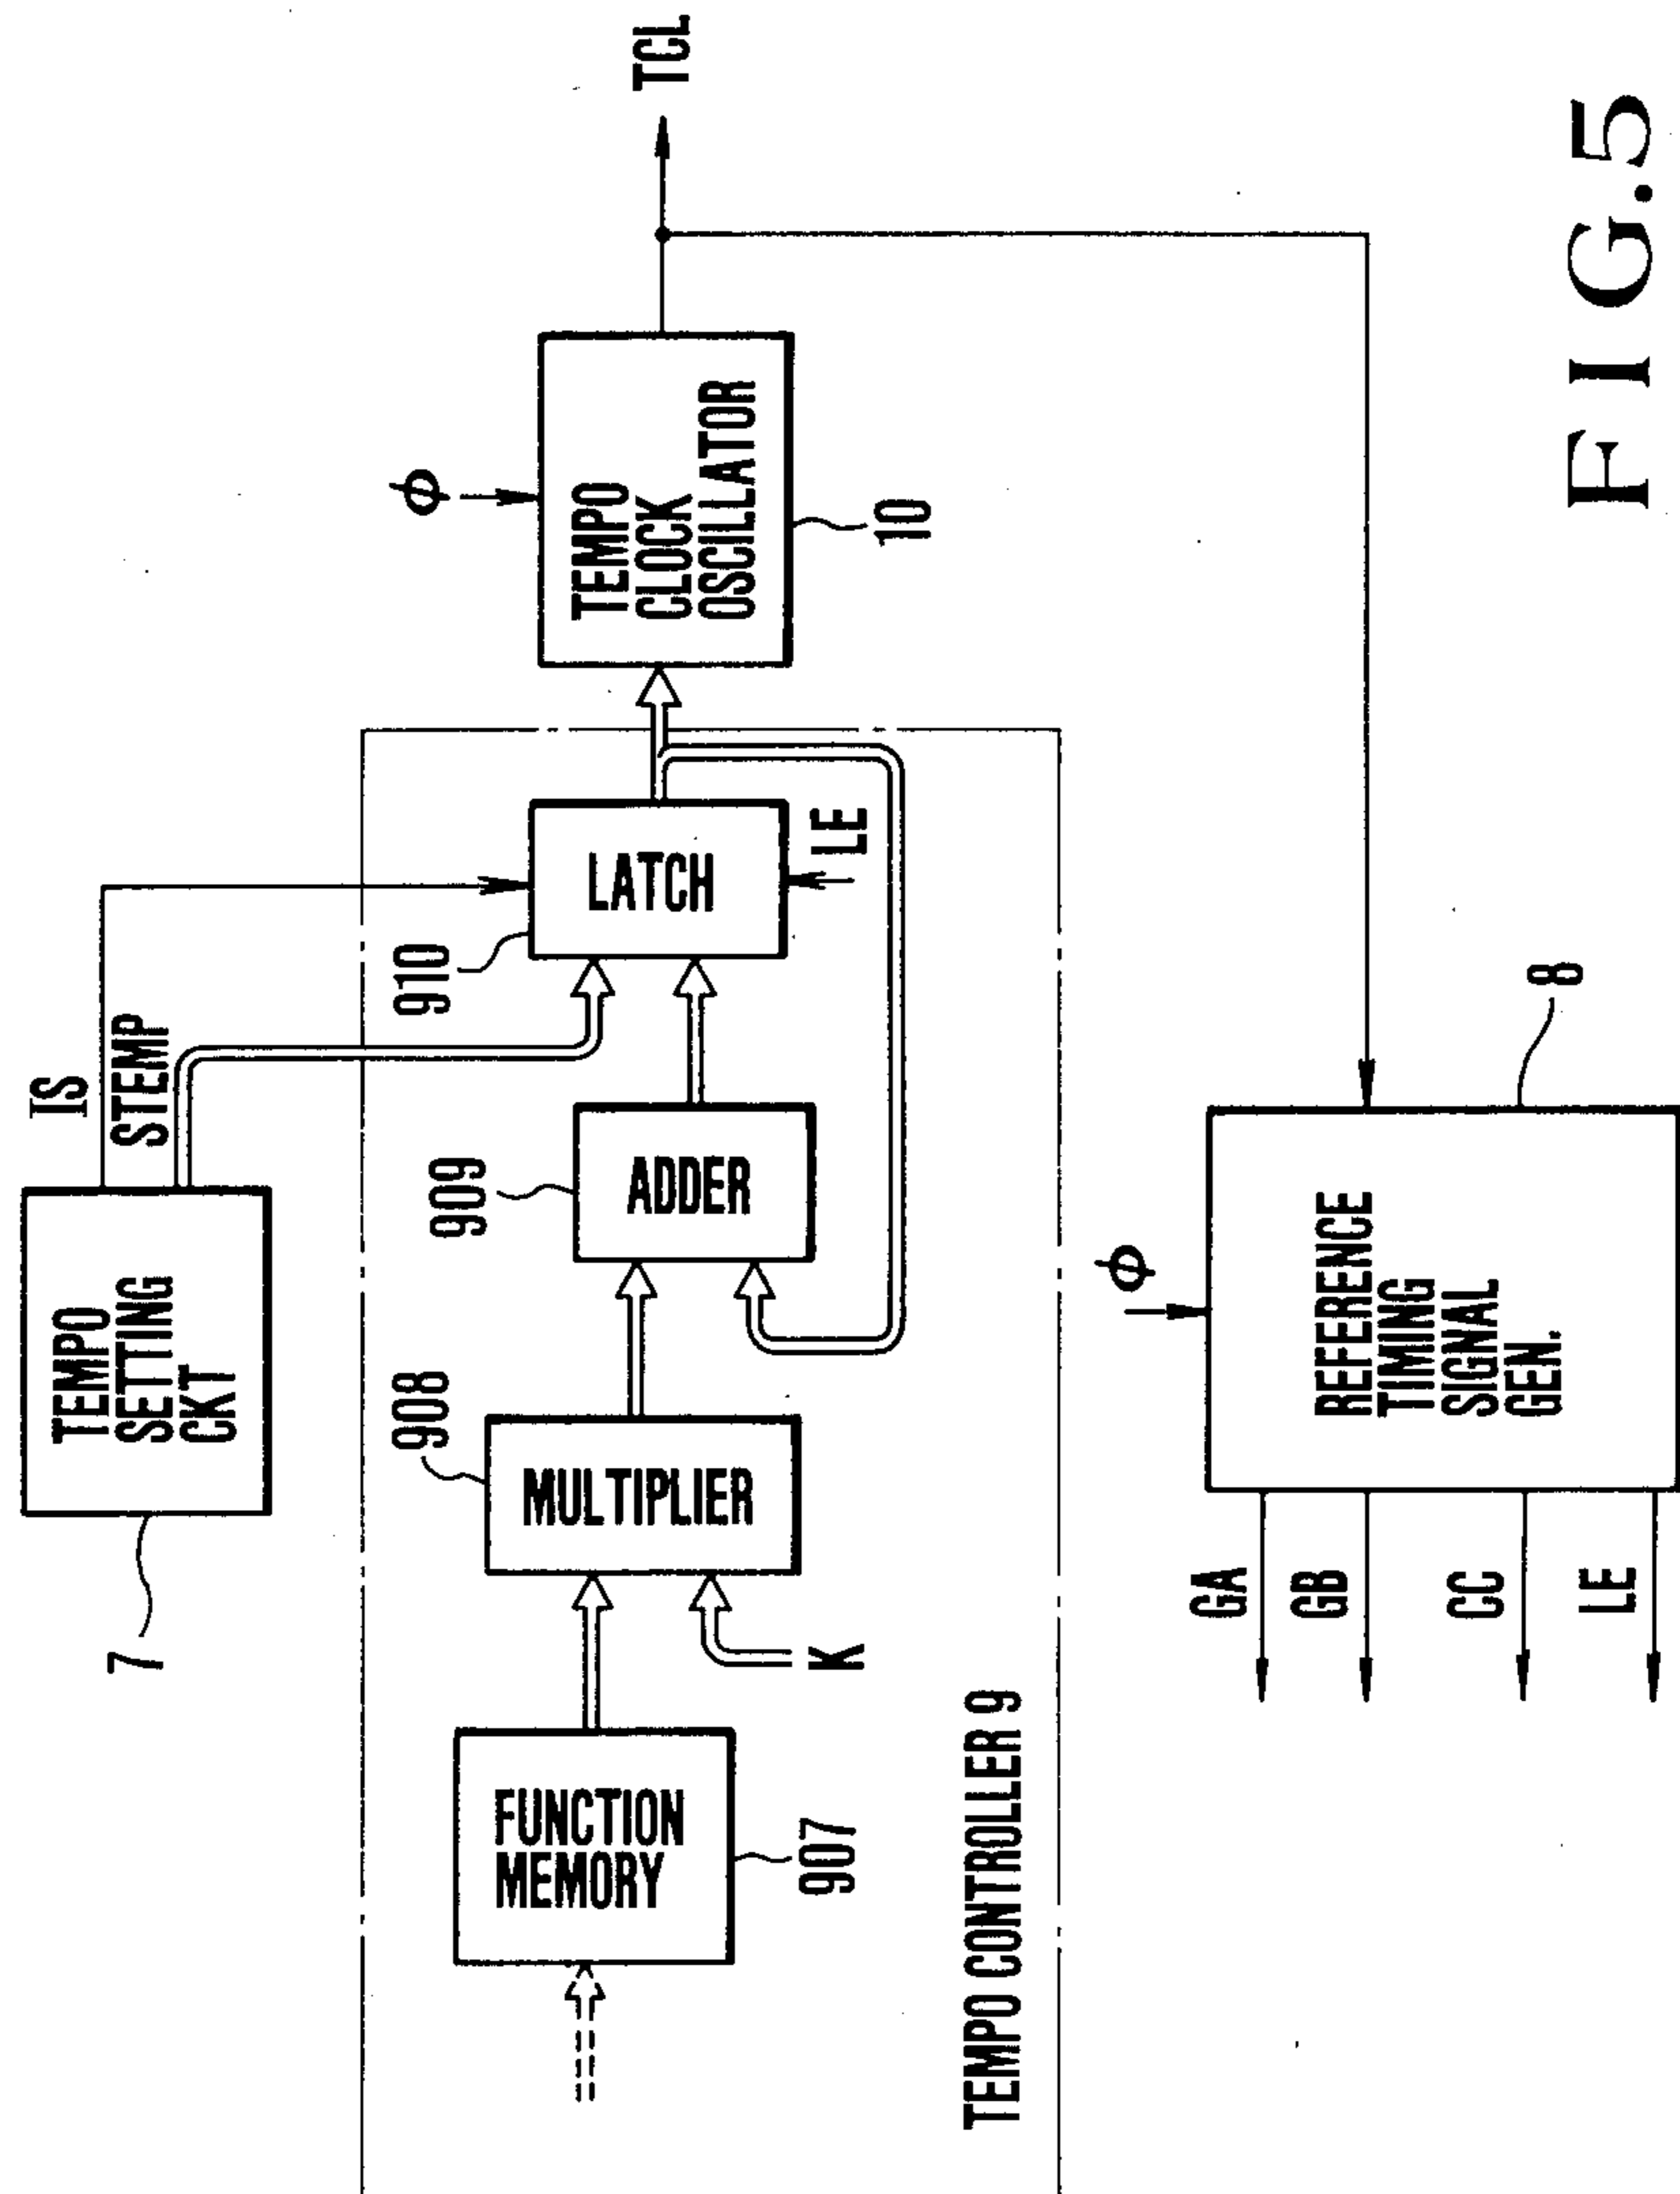 7
TEMPO
SETTING
CKT
IS
STEMP
907
FUNCTION
MEMORY
908
MULTIPLIER
K
909
ADDER
910
LATCH
LE
ϕ
TEMPO
CLOCK
OSCILLATOR
10
TCL
TEMPO CONTROLLER 9
ϕ
REFERENCE
TIMING
SIGNAL
GEN.
8
GA
GB
CC
LE
FIG.5